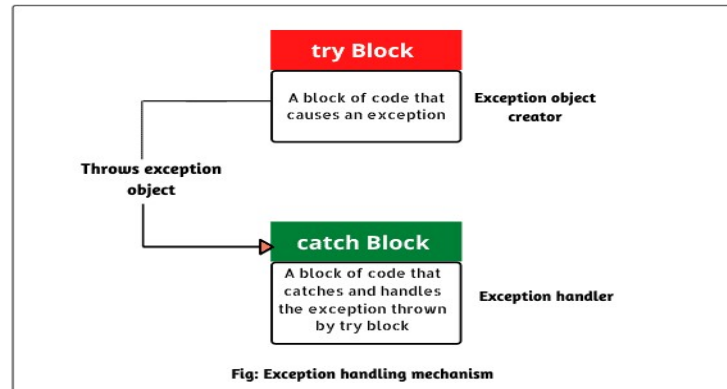 try Block
A block of code that
causes an exception
Exception object
creator
Throws exception
object
catch Block
A block of code that
catches and handles
the exception thrown
by try block
Exception handler
Fig: Exception handling mechanism